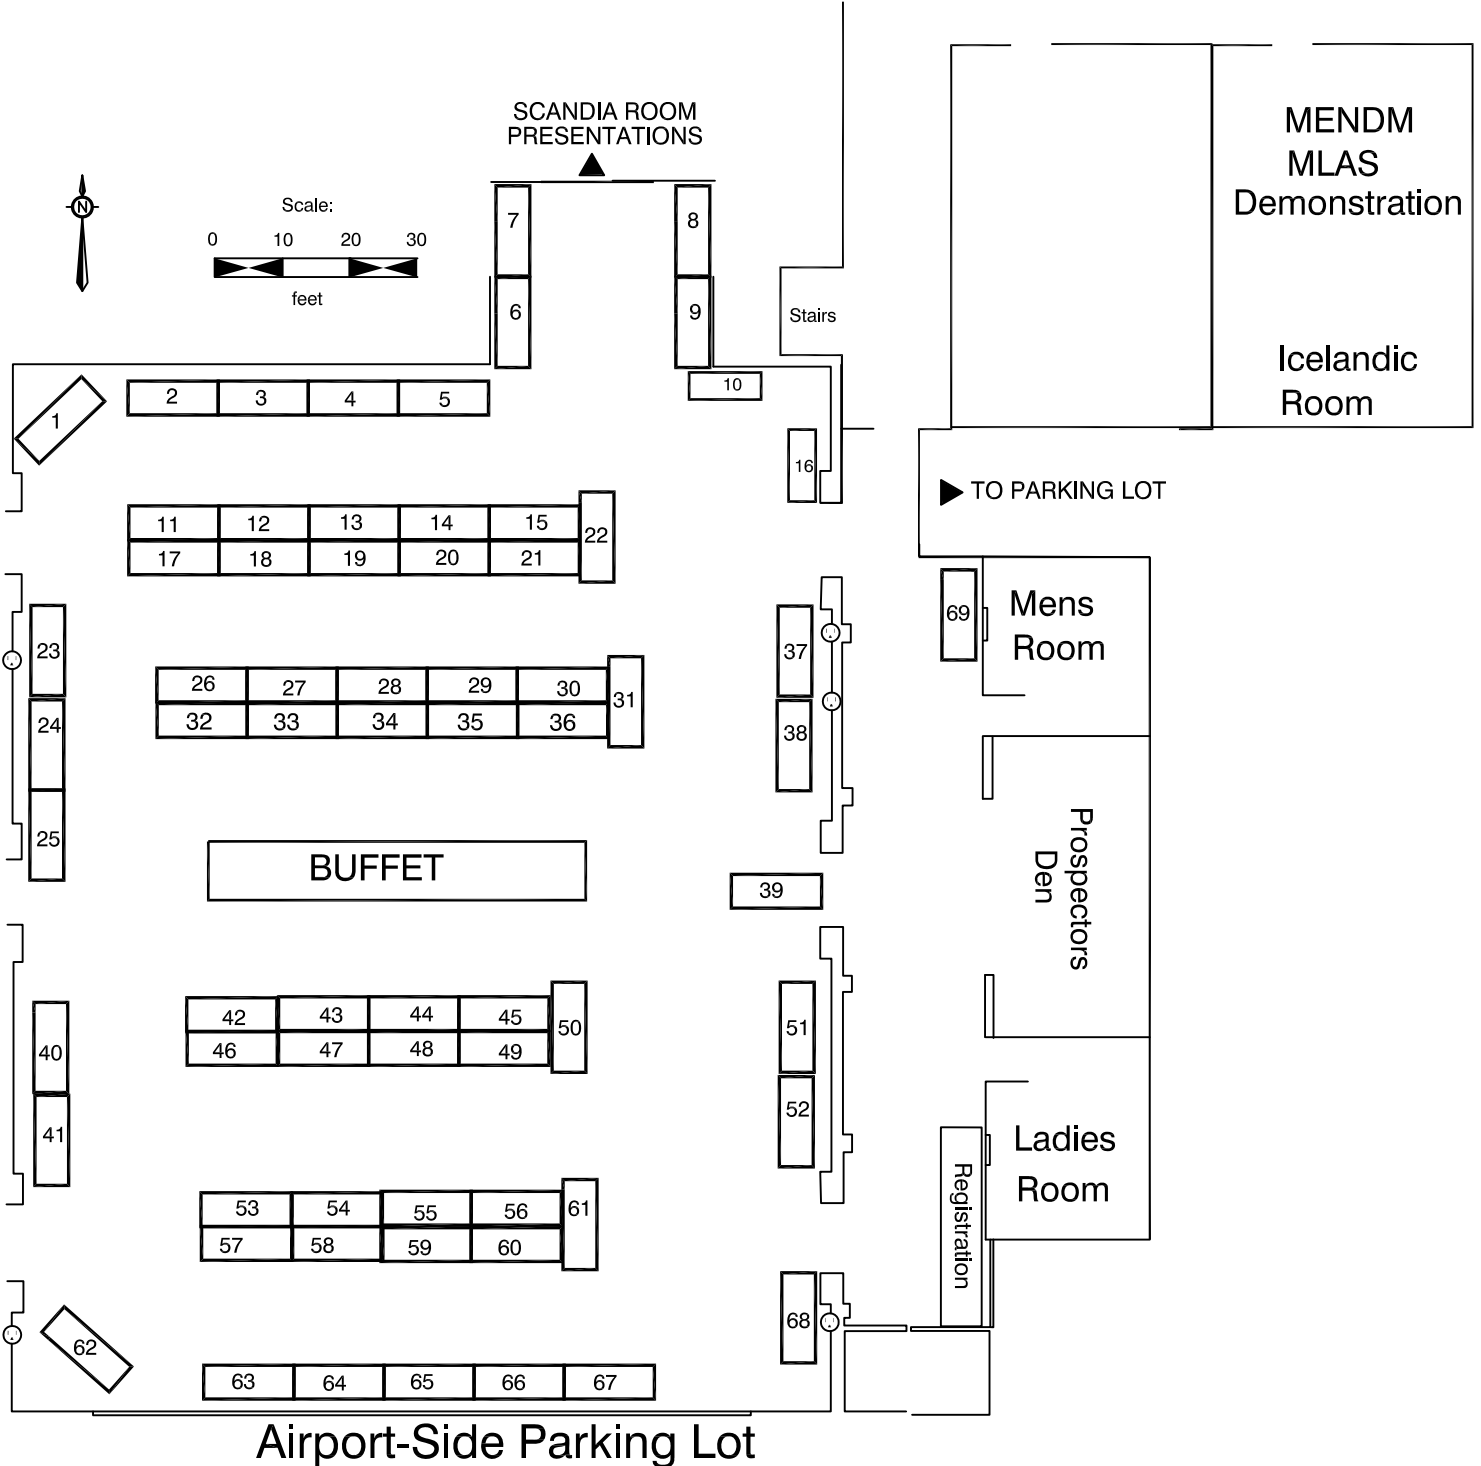 SCANDIA ROOM
PRESENTATIONS
MENDM
MLAS
Demonstration
N
Scale:
0 10 20 30
feet
7 8
6 9
Stairs
Icelandic
Room
1 2 3 4 5 10
16
TO PARKING LOT
11 12 13 14 15 22
17 18 19 20 21
Mens
Room
69
23 37
26 27 28 29 30 31
32 33 34 35 36
24 38
25
BUFFET
39
Prospectors
Den
42 43 44 45 50 51
46 47 48 49
40
52
41
Ladies
Room
Registration
53 54 55 56 61
57 58 59 60
62 68
63 64 65 66 67
Airport-Side Parking Lot